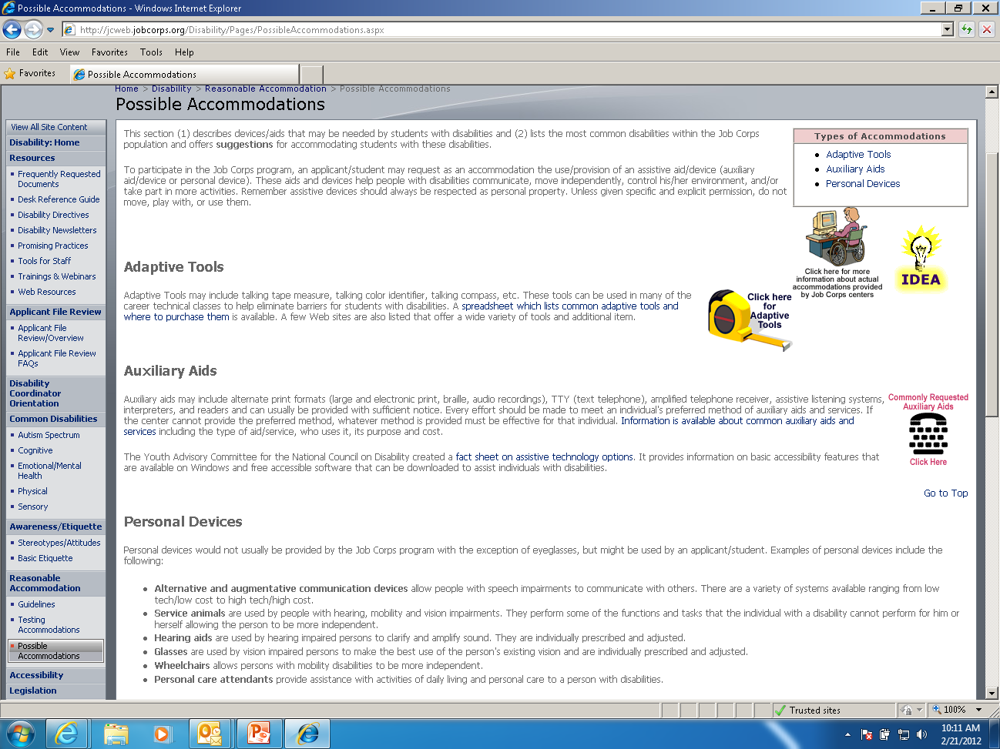 Possible Accommodations - Windows Internet Explorer
http://jcweb.jobcorps.org/Disability/Pages/PossibleAccommodations.aspx
File Edit View Favorites Tools Help
Favorites
Possible Accommodations
Home > Disability > Reasonable Accommodation > Possible Accommodations
Possible Accommodations
View All Site Content
Disability: Home
Resources
Frequently Requested
Documents
Desk Reference Guide
Disability Directives
Disability Newsletters
Promising Practices
Tools for Staff
Trainings & Webinars
Web Resources
Applicant File Review
Applicant File
Review/Overview
Applicant File Review
FAQs
Disability
Coordinator
Orientation
Common Disabilities
Autism Spectrum
Cognitive
Emotional/Mental
Health
Physical
Sensory
Awareness/Etiquette
Stereotypes/Attitudes
Basic Etiquette
Reasonable
Accommodation
Guidelines
Testing
Accommodations
Possible
Accommodations
Accessibility
Legislation
This section (1) describes devices/aids that may be needed by students with disabilities and (2) lists the most common disabilities within the Job Corps
population and offers suggestions for accommodating students with these disabilities.
To participate in the Job Corps program, an applicant/student may request as an accommodation the use/provision of an assistive aid/device (auxiliary
aid/device or personal device). These aids and devices help people with disabilities communicate, move independently, control his/her environment, and/or
take part in more activities. Remember assistive devices should always be respected as personal property. Unless given specific and explicit permission, do not
move, play with, or use them.
Types of Accommodations
Adaptive Tools
Auxiliary Aids
Personal Devices
Click here for more
information about actual
accommodations provided
by Job Corps centers
IDEA
Adaptive Tools
Adaptive Tools may include talking tape measure, talking color identifier, talking compass, etc. These tools can be used in many of the
career technical classes to help eliminate barriers for students with disabilities. A spreadsheet which lists common adaptive tools and
where to purchase them is available. A few Web sites are also listed that offer a wide variety of tools and additional item.
Click here
for
Adaptive
Tools
Auxiliary Aids
Auxiliary aids may include alternate print formats (large and electronic print, braille, audio recordings), TTY (text telephone), amplified telephone receiver, assistive listening systems,
interpreters, and readers and can usually be provided with sufficient notice. Every effort should be made to meet an individual's preferred method of auxiliary aids and services. If
the center cannot provide the preferred method, whatever method is provided must be effective for that individual. Information is available about common auxiliary aids and
services including the type of aid/service, who uses it, its purpose and cost.
Commonly Requested
Auxiliary Aids
Click Here
The Youth Advisory Committee for the National Council on Disability created a fact sheet on assistive technology options. It provides information on basic accessibility features that
are available on Windows and free accessible software that can be downloaded to assist individuals with disabilities.
Go to Top
Personal Devices
Personal devices would not usually be provided by the Job Corps program with the exception of eyeglasses, but might be used by an applicant/student. Examples of personal devices include the
following:
Alternative and augmentative communication devices allow people with speech impairments to communicate with others. There are a variety of systems available ranging from low
tech/low cost to high tech/high cost.
Service animals are used by people with hearing, mobility and vision impairments. They perform some of the functions and tasks that the individual with a disability cannot perform for him or
herself allowing the person to be more independent.
Hearing aids are used by hearing impaired persons to clarify and amplify sound. They are individually prescribed and adjusted.
Glasses are used by vision impaired persons to make the best use of the person's existing vision and are individually prescribed and adjusted.
Wheelchairs allows persons with mobility disabilities to be more independent.
Personal care attendants provide assistance with activities of daily living and personal care to a person with disabilities.
Trusted sites
100%
10:11 AM
2/21/2012